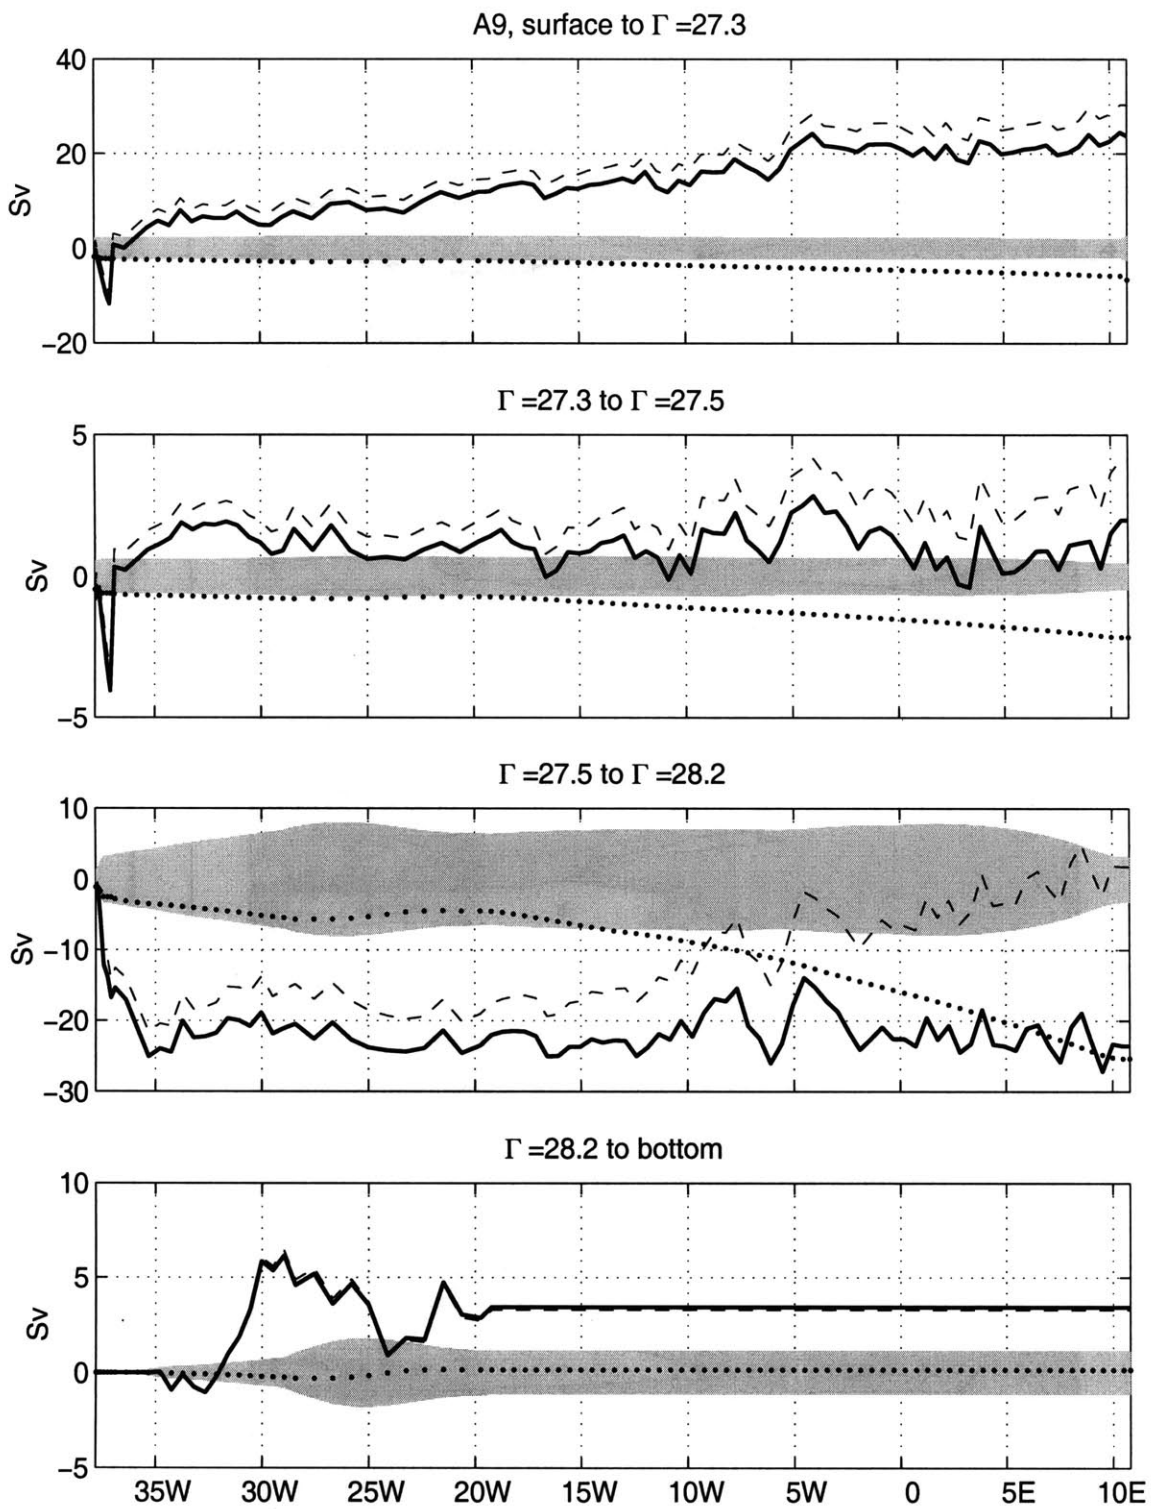 A9, surface to Γ =27.3
40
20
0
−20
Sv
Γ =27.3 to Γ =27.5
5
0
−5
Sv
Γ =27.5 to Γ =28.2
10
0
−10
−20
−30
Sv
Γ =28.2 to bottom
10
5
0
−5
Sv
35W 30W 25W 20W 15W 10W 5W 0 5E 10E